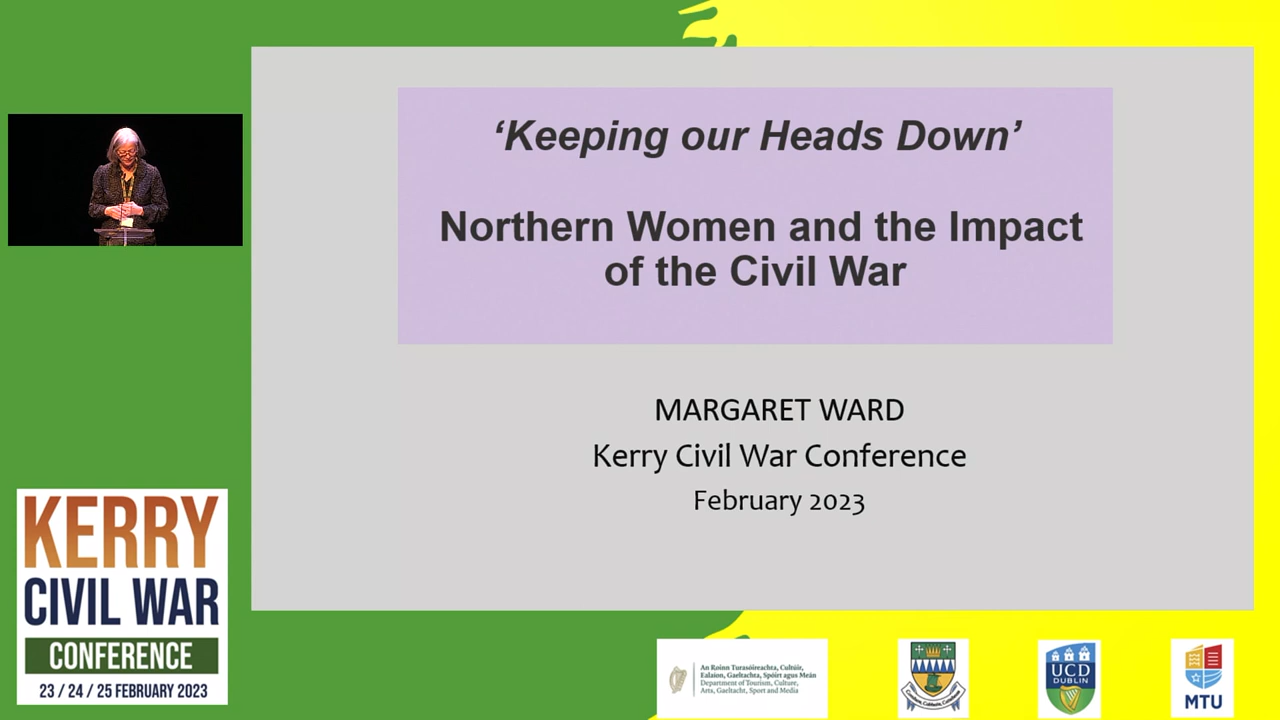 ‘Keeping our Heads Down’
Northern Women and the Impact
of the Civil War
MARGARET WARD
Kerry Civil War Conference
February 2023
KERRY
CIVIL WAR
CONFERENCE
23 / 24 / 25 FEBRUARY 2023
An Roinn Turasóireachta, Cultúir,
Ealaíon, Gaeltachta, Spóirt agus Meán
Department of Tourism, Culture,
Arts, Gaeltacht, Sport and Media
UCD
DUBLIN
MTU